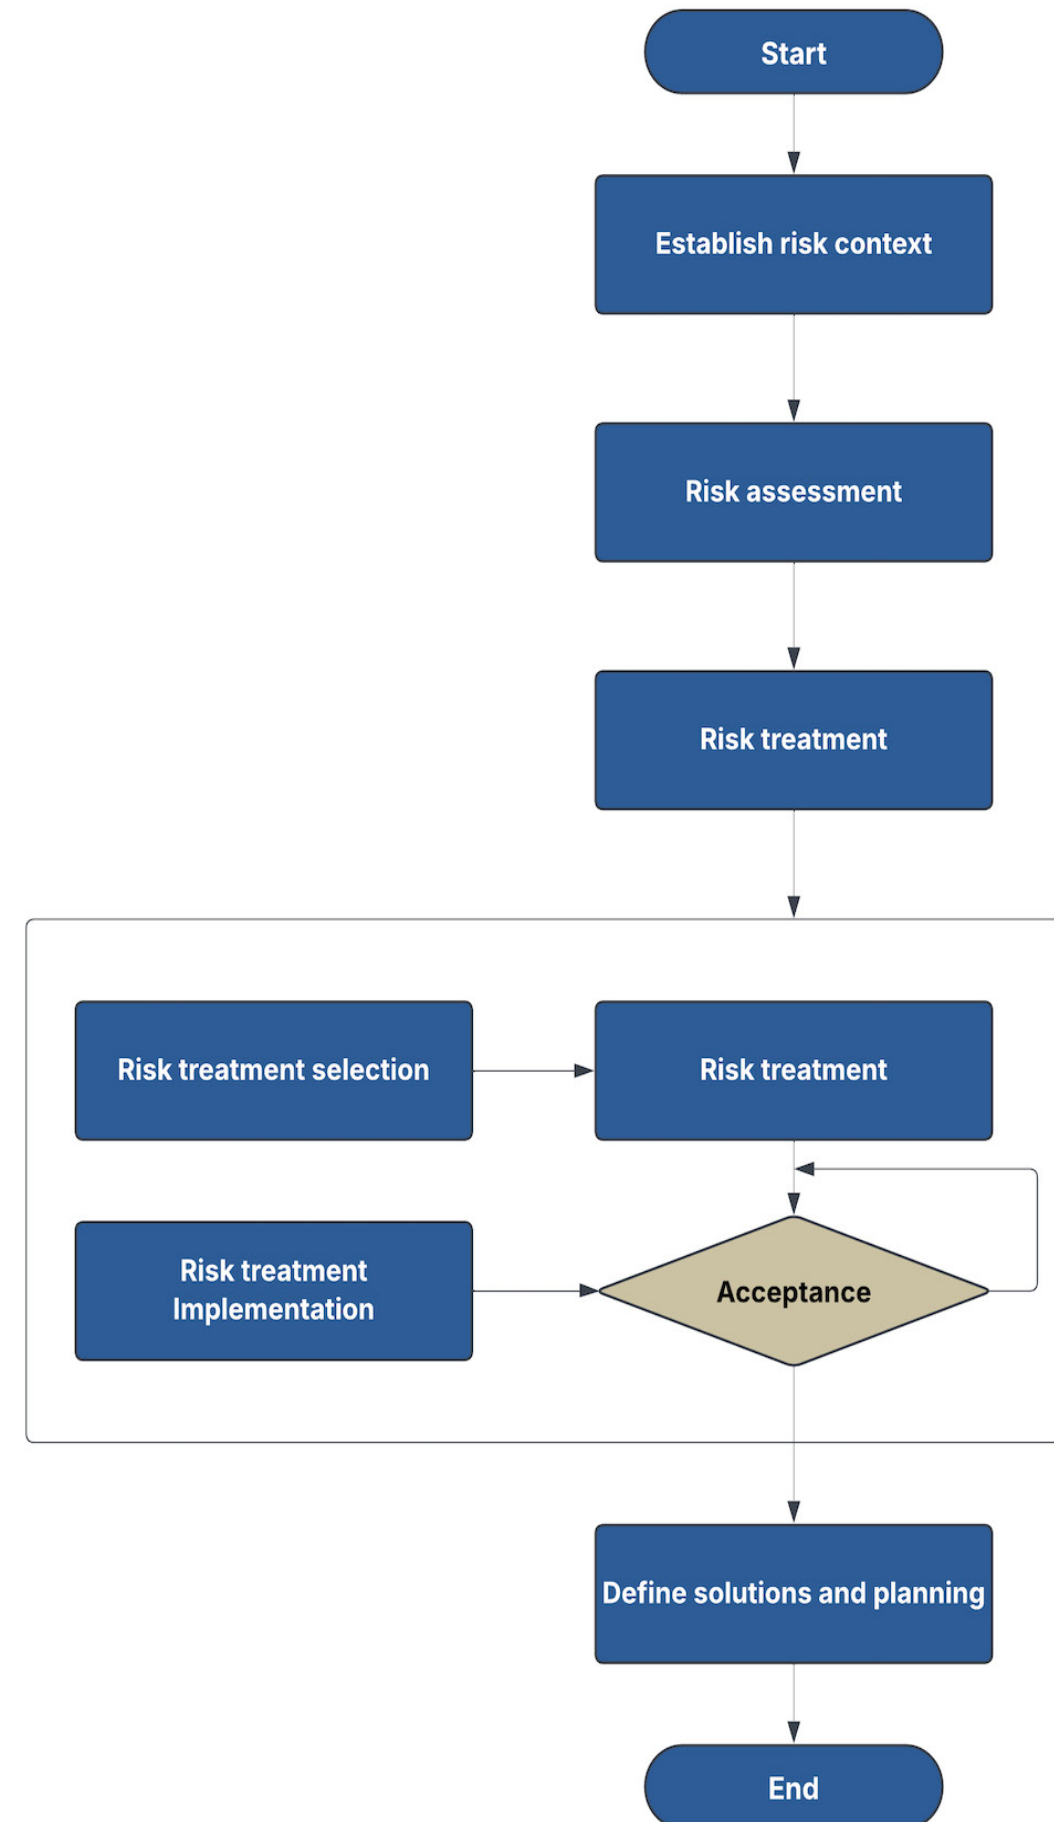 Start
Establish risk context
Risk assessment
Risk treatment
Risk treatment selection
Risk treatment
Risk treatment
Implementation
Acceptance
Define solutions and planning
End